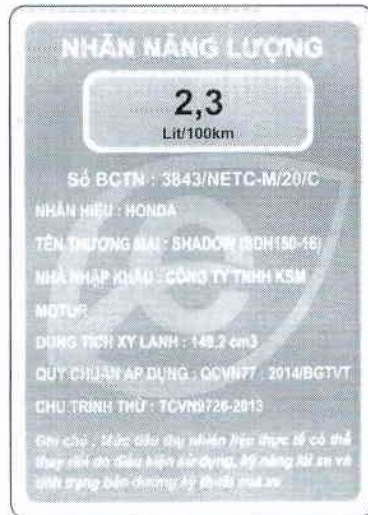 NHÃN NĂNG LƯỢNG
2,3
Lít/100km
Số BCTN : 3843/NETC-M/20/C
NHÃN HIỆU : HONDA
TÊN THƯƠNG MẠI : SHADOW (SDH150-16)
NHÀ NHẬP KHẨU : CÔNG TY TNHH KSM
MOTUR
DUNG TÍCH XY LANH : 149.2 cm3
QUY CHUẨN ÁP DỤNG : QCVN77 : 2014/BGTVT
CHU TRÌNH THỬ : TCVN9726-2013
Ghi chú : Mức tiêu thụ nhiên liệu thực tế có thể
thay đổi do điều kiện sử dụng, kỹ năng lái xe và
tình trạng bảo dưỡng kỹ thuật của xe